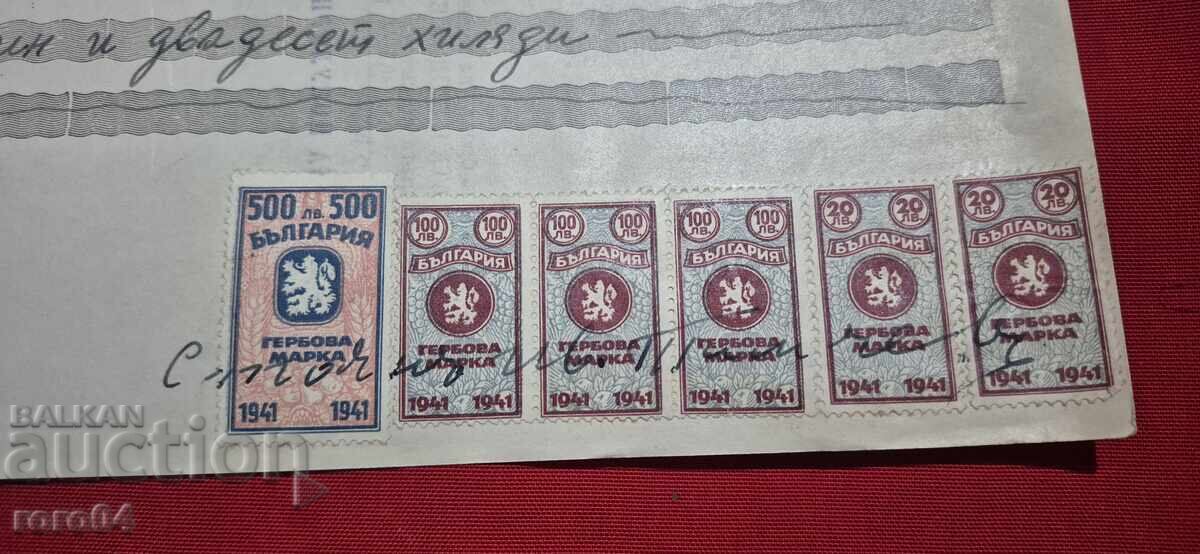 и двадесет хиляди
500 лв. 500
БЪЛГАРИЯ
ГЕРБОВА
МАРКА
1941 1941
100 ЛВ. 100 ЛВ.
БЪЛГАРИЯ
ГЕРБОВА
МАРКА
1941 1941
100 ЛВ. 100 ЛВ.
БЪЛГАРИЯ
ГЕРБОВА
МАРКА
1941 1941
100 ЛВ. 100 ЛВ.
БЪЛГАРИЯ
ГЕРБОВА
МАРКА
1941 1941
20 ЛВ. 20 ЛВ.
БЪЛГАРИЯ
ГЕРБОВА
МАРКА
1941 1941
20 ЛВ. 20 ЛВ.
БЪЛГАРИЯ
ГЕРБОВА
МАРКА
1941 1941
BALKAN
auction
roro04